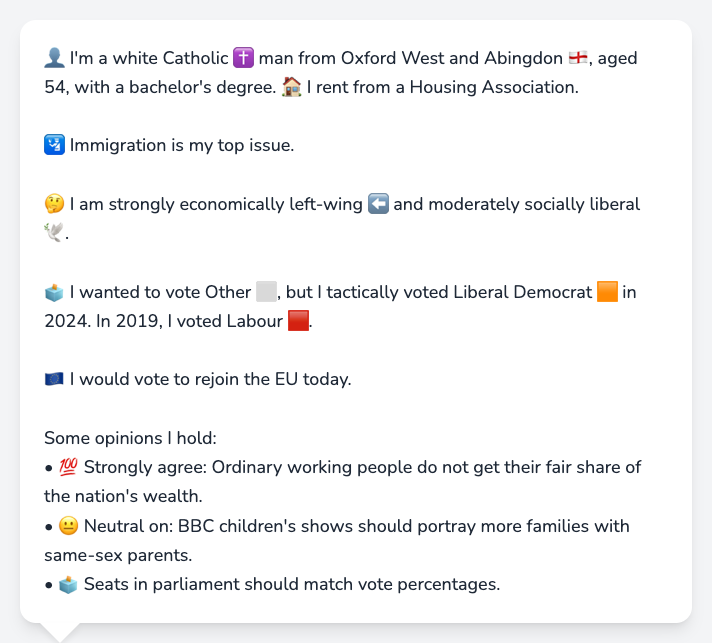 👤 I'm a white Catholic ✝️ man from Oxford West and Abingdon 🏴󠁧󠁢󠁥󠁮󠁧󠁿, aged
54, with a bachelor's degree. 🏠 I rent from a Housing Association.
🛂 Immigration is my top issue.
🤔 I am strongly economically left-wing ⬅️ and moderately socially liberal
🕊️.
🗳️ I wanted to vote Other ⬜, but I tactically voted Liberal Democrat 🟧 in
2024. In 2019, I voted Labour 🟥.
🇪🇺 I would vote to rejoin the EU today.
Some opinions I hold:
• 💯 Strongly agree: Ordinary working people do not get their fair share of
the nation's wealth.
• 😐 Neutral on: BBC children's shows should portray more families with
same-sex parents.
• 🗳️ Seats in parliament should match vote percentages.